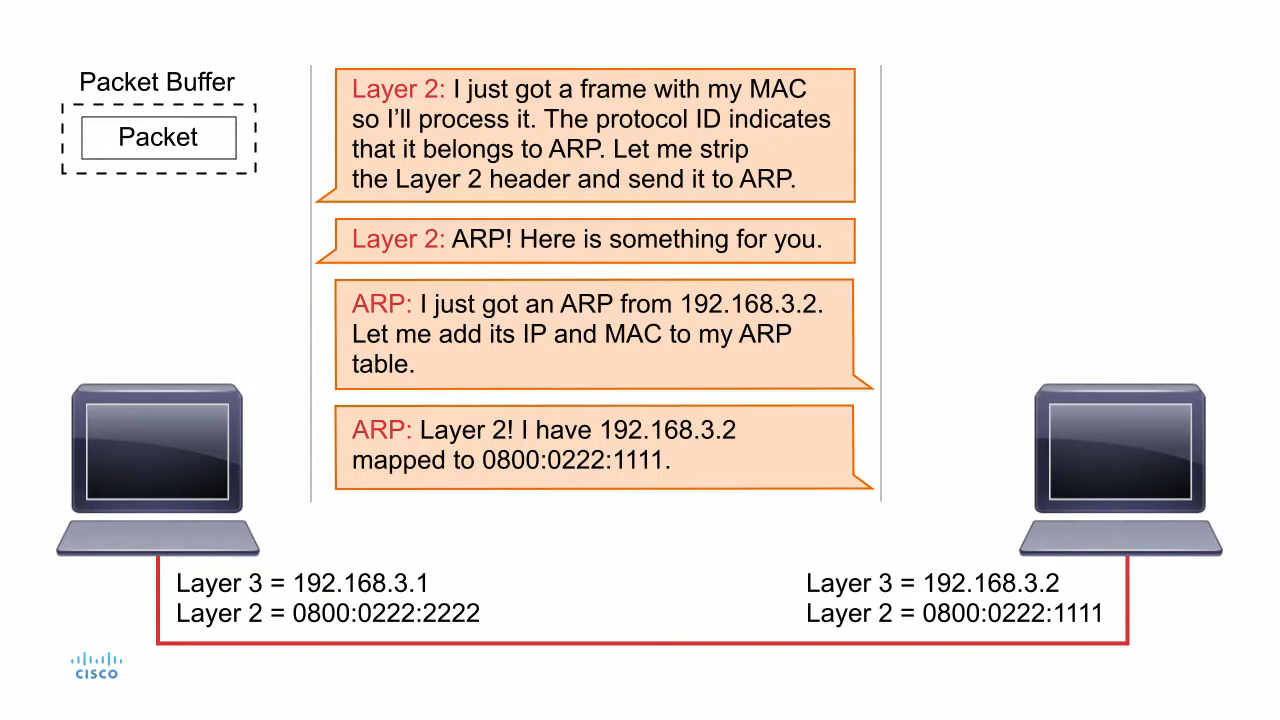 Packet Buffer
Packet
Layer 2: I just got a frame with my MAC
so I’ll process it. The protocol ID indicates
that it belongs to ARP. Let me strip
the Layer 2 header and send it to ARP.
Layer 2: ARP! Here is something for you.
ARP: I just got an ARP from 192.168.3.2.
Let me add its IP and MAC to my ARP
table.
ARP: Layer 2! I have 192.168.3.2
mapped to 0800:0222:1111.
Layer 3 = 192.168.3.1
Layer 2 = 0800:0222:2222
Layer 3 = 192.168.3.2
Layer 2 = 0800:0222:1111
CISCO